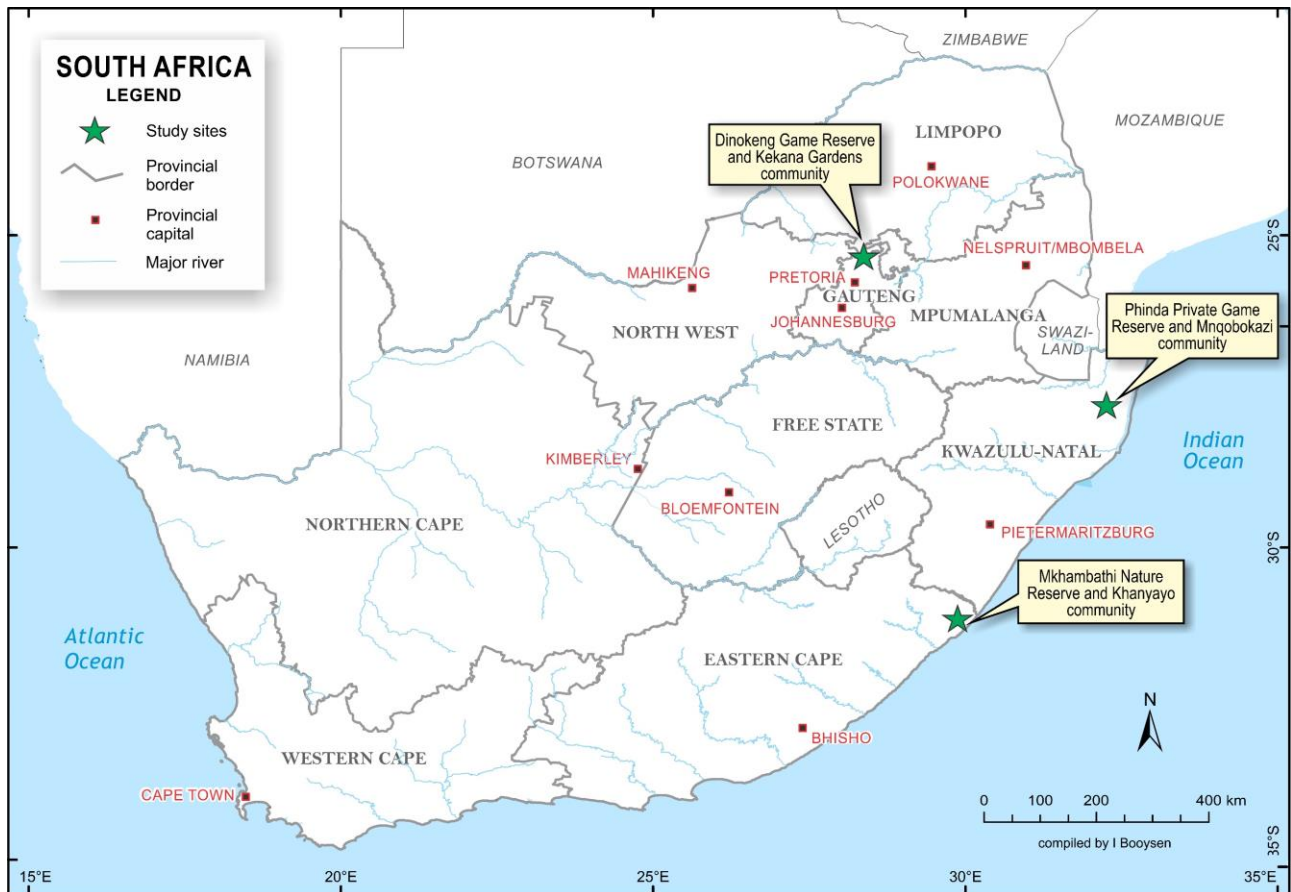 SOUTH AFRICA
LEGEND
Study sites
Provincial
border
Provincial
capital
Major river
ZIMBABWE
MOZAMBIQUE
BOTSWANA
NAMIBIA
Dinokeng Game Reserve
and Kekana Gardens
community
LIMPOPO
POLOKWANE
NELSPRUIT/MBOMBELA
MAHIKENG
PRETORIA
GAUTENG
JOHANNESBURG
MPUMALANGA
NORTH WEST
SWAZI-
LAND
Phinda Private Game
Reserve and Mnqobokazi
community
FREE STATE
KWAZULU-NATAL
Indian
Ocean
KIMBERLEY
BLOEMFONTEIN
LESOTHO
PIETERMARITZBURG
NORTHERN CAPE
Mkhambathi Nature
Reserve and Khanyayo
community
Atlantic
Ocean
EASTERN CAPE
BHISHO
WESTERN CAPE
CAPE TOWN
N
0 100 200 400 km
compiled by I Booysen
25°S
30°S
35°S
15°E 20°E 25°E 30°E 35°E